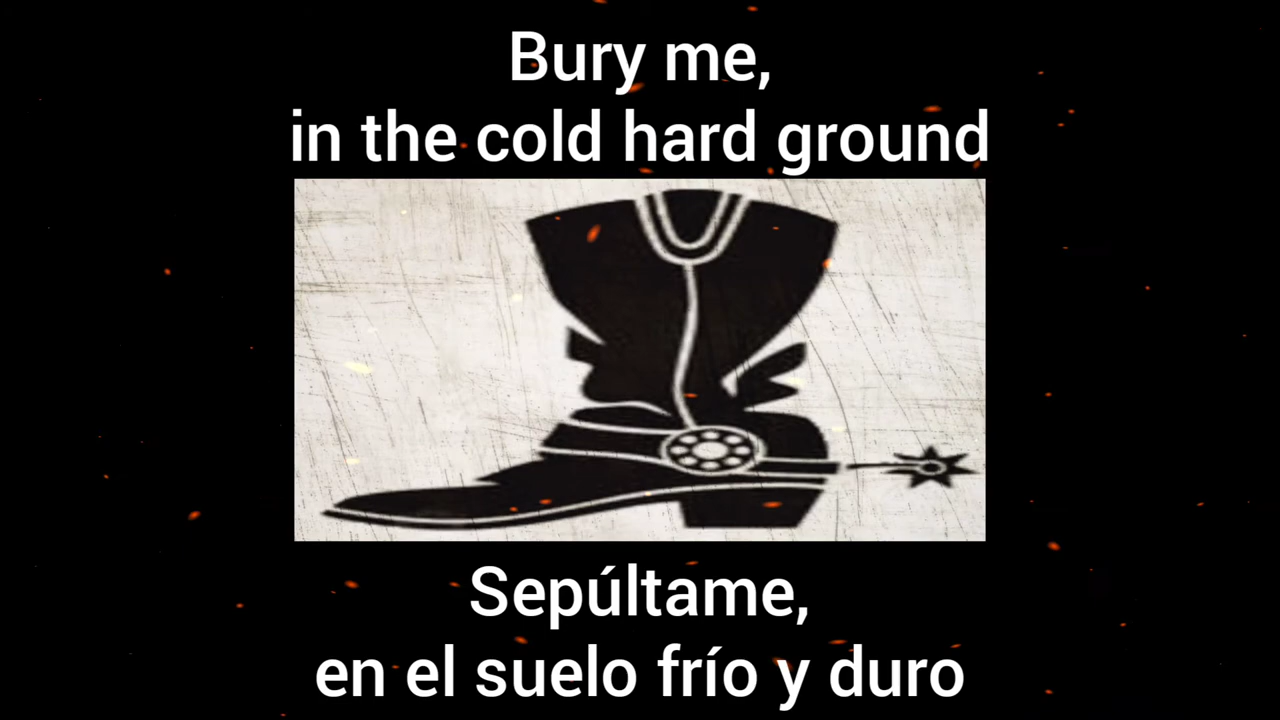 Bury me,
in the cold hard ground
Sepúltame,
en el suelo frío y duro